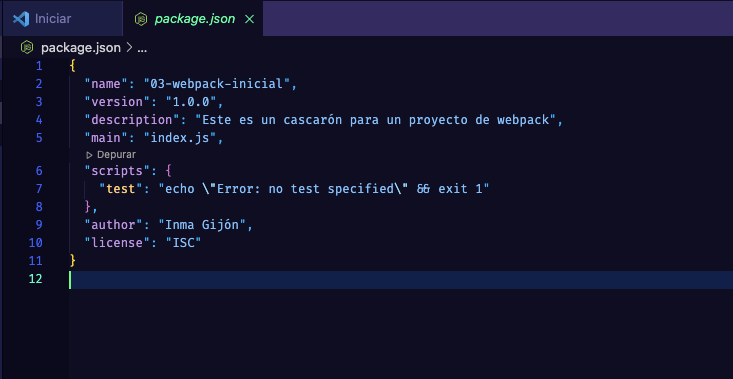 Iniciar
package.json
package.json > ...
1 {
2 "name": "03-webpack-inicial",
3 "version": "1.0.0",
4 "description": "Este es un cascarón para un proyecto de webpack",
5 "main": "index.js",
Depurar
6 "scripts": {
7 "test": "echo \"Error: no test specified\" && exit 1"
8 },
9 "author": "Inma Gijón",
10 "license": "ISC"
11 }
12